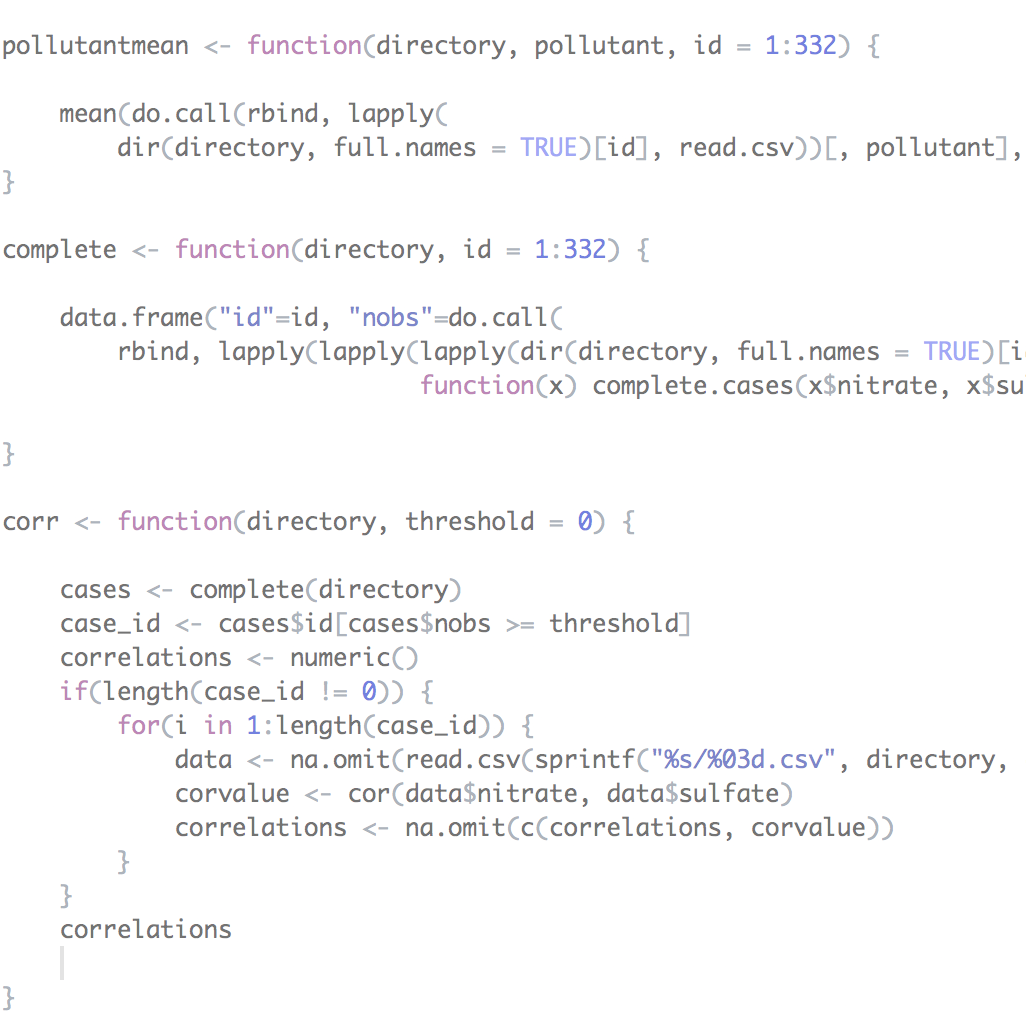 pollutantmean <- function(directory, pollutant, id = 1:332) {
    mean(do.call(rbind, lapply(
        dir(directory, full.names = TRUE)[id], read.csv))[, pollutant],
}
complete <- function(directory, id = 1:332) {
    data.frame("id"=id, "nobs"=do.call(
        rbind, lapply(lapply(lapply(dir(directory, full.names = TRUE)[i
                             function(x) complete.cases(x$nitrate, x$su
}
corr <- function(directory, threshold = 0) {
    cases <- complete(directory)
    case_id <- cases$id[cases$nobs >= threshold]
    correlations <- numeric()
    if(length(case_id != 0)) {
        for(i in 1:length(case_id)) {
            data <- na.omit(read.csv(sprintf("%s/%03d.csv", directory,
            corvalue <- cor(data$nitrate, data$sulfate)
            correlations <- na.omit(c(correlations, corvalue))
        }
    }
    correlations
}